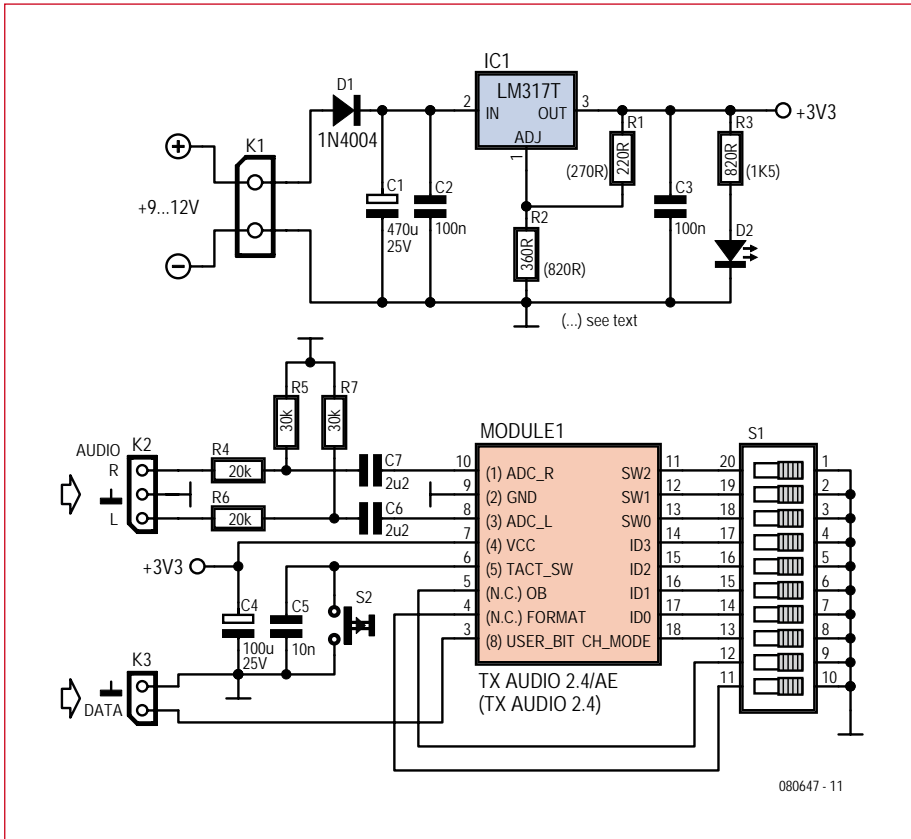 IC1
D1
LM317T
2
IN
OUT
3
ADJ
1
1N4004
+3V3
R1
220R
(270R)
R3
820R
(1K5)
K1
+
+9...12V
–
C1
470u
25V
C2
100n
R2
360R
(820R)
C3
100n
D2
(...) see text
R5
30k
R7
30k
AUDIO
K2
R
L
R4
20k
R6
20k
C7
2u2
C6
2u2
+3V3
C4
100u
25V
C5
10n
S2
K3
DATA
MODULE1
10
(1) ADC_R
SW2
11
9
(2) GND
SW1
12
8
(3) ADC_L
SW0
13
7
(4) VCC
ID3
14
6
(5) TACT_SW
ID2
15
5
(N.C.) OB
ID1
16
4
(N.C.) FORMAT
ID0
17
3
(8) USER_BIT
CH_MODE
18
TX AUDIO 2.4/AE
(TX AUDIO 2.4)
S1
20
1
19
2
18
3
17
4
16
5
15
6
14
7
13
8
12
9
11
10
080647 - 11